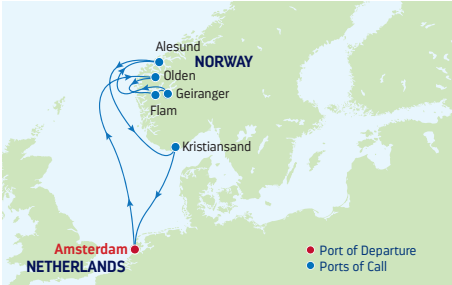 Alesund
NORWAY
Olden
Geiranger
Flam
Kristiansand
Amsterdam
NETHERLANDS
Port of Departure
Ports of Call